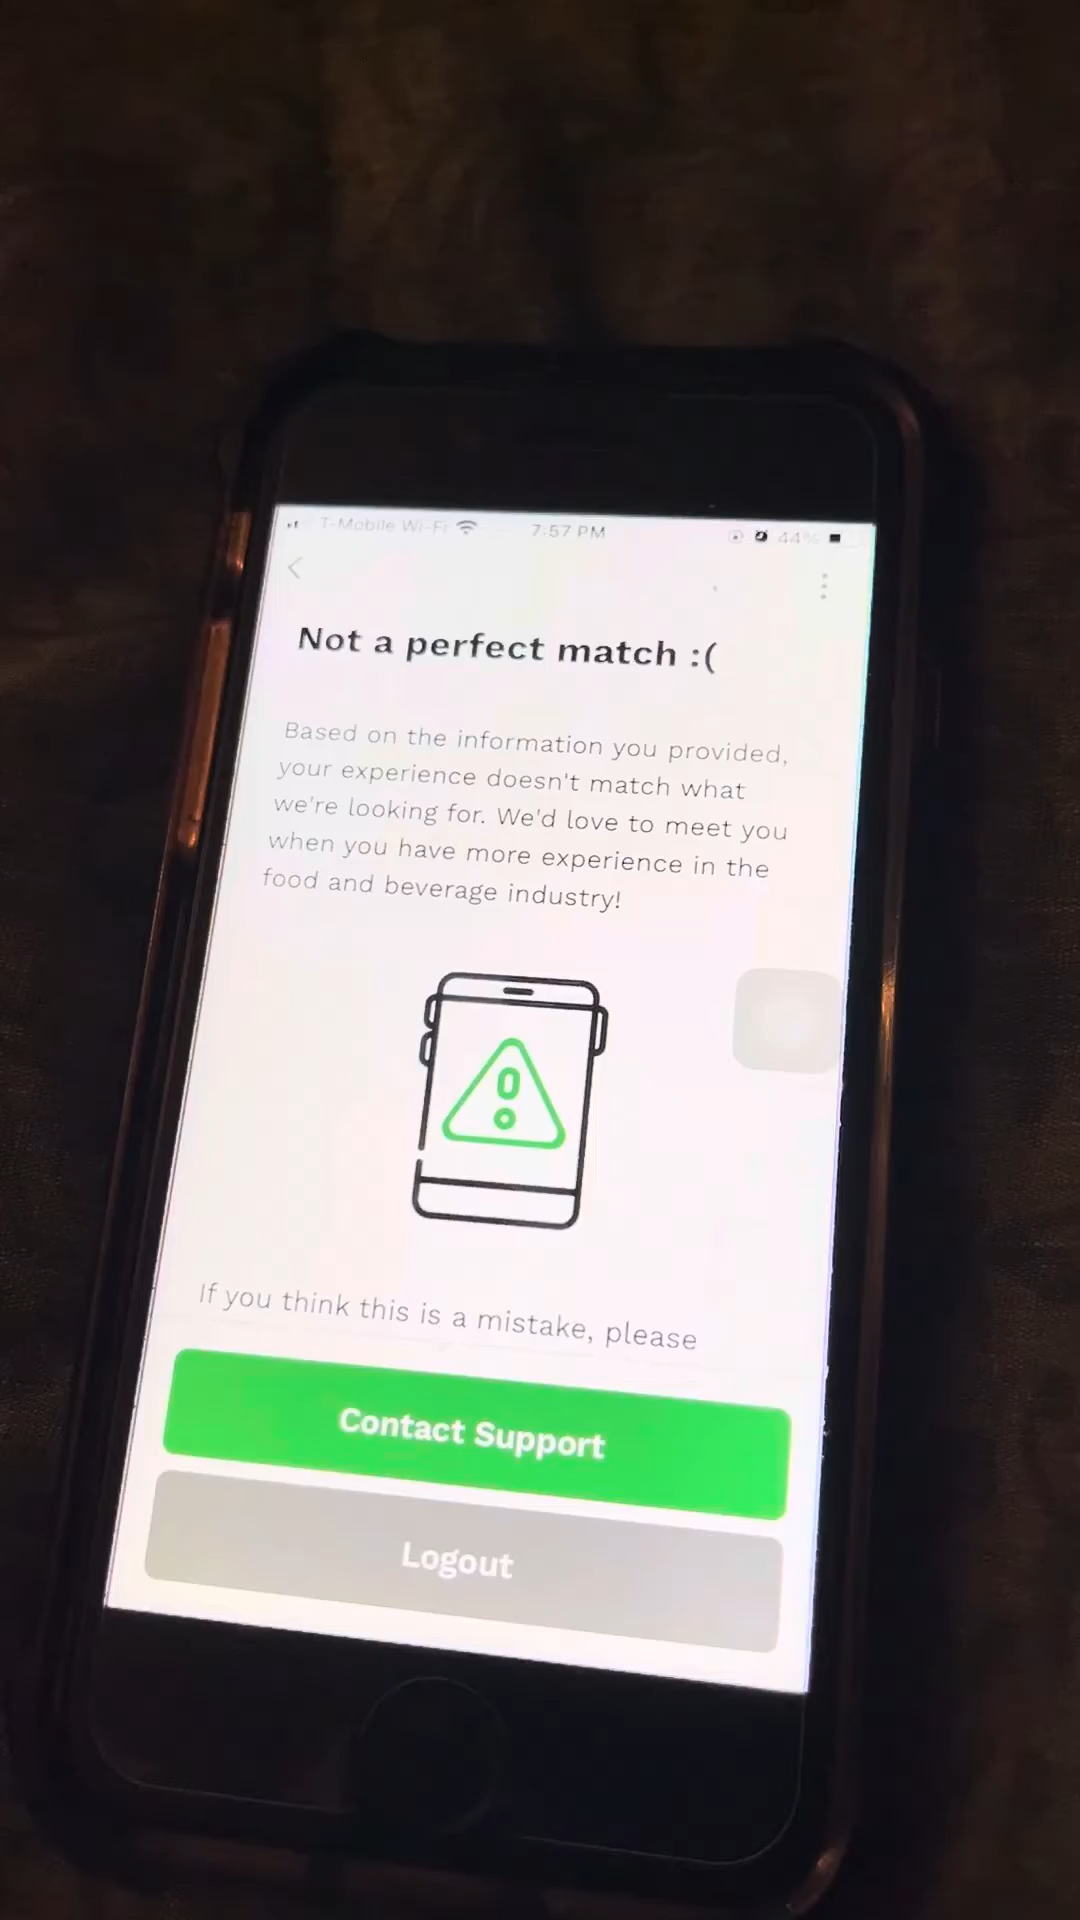 T-Mobile Wi-Fi 7:57 PM 44%
Not a perfect match :(
Based on the information you provided,
your experience doesn't match what
we're looking for. We'd love to meet you
when you have more experience in the
food and beverage industry!
If you think this is a mistake, please
Contact Support
Logout